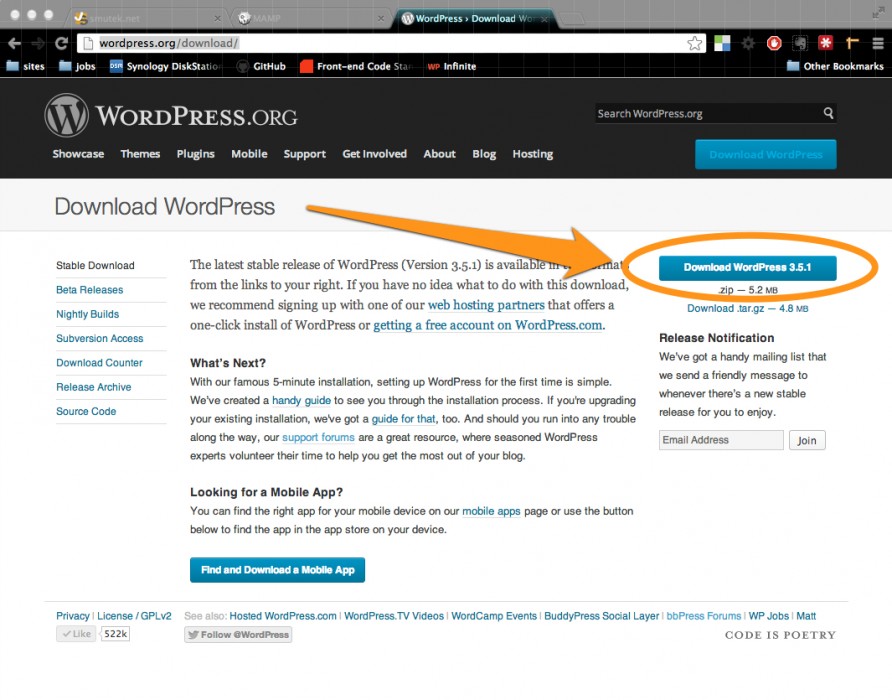 smutek.net
MAMP
WordPress › Download Wor
wordpress.org/download/
sites
jobs
DSM Synology DiskStation
GitHub
Front-end Code Stan
WP Infinite
Other Bookmarks
WORDPRESS.ORG
Search WordPress.org
Showcase Themes Plugins Mobile Support Get Involved About Blog Hosting
Download WordPress
Download WordPress
Stable Download
Beta Releases
Nightly Builds
Subversion Access
Download Counter
Release Archive
Source Code
The latest stable release of WordPress (Version 3.5.1) is available in
from the links to your right. If you have no idea what to do with this download,
we recommend signing up with one of our web hosting partners that offers a
one-click install of WordPress or getting a free account on WordPress.com.
What's Next?
With our famous 5-minute installation, setting up WordPress for the first time is simple.
We've created a handy guide to see you through the installation process. If you're upgrading
your existing installation, we've got a guide for that, too. And should you run into any trouble
along the way, our support forums are a great resource, where seasoned WordPress
experts volunteer their time to help you get the most out of your blog.
Looking for a Mobile App?
You can find the right app for your mobile device on our mobile apps page or use the button
below to find the app in the app store on your device.
Find and Download a Mobile App
Download WordPress 3.5.1
.zip — 5.2 MB
Download .tar.gz — 4.8 MB
Release Notification
We've got a handy mailing list that
we send a friendly message to
whenever there's a new stable
release for you to enjoy.
Email Address
Join
Privacy | License / GPLv2
See also: Hosted WordPress.com | WordPress.TV Videos | WordCamp Events | BuddyPress Social Layer | bbPress Forums | WP Jobs | Matt
Like 522k
Follow @WordPress
CODE IS POETRY